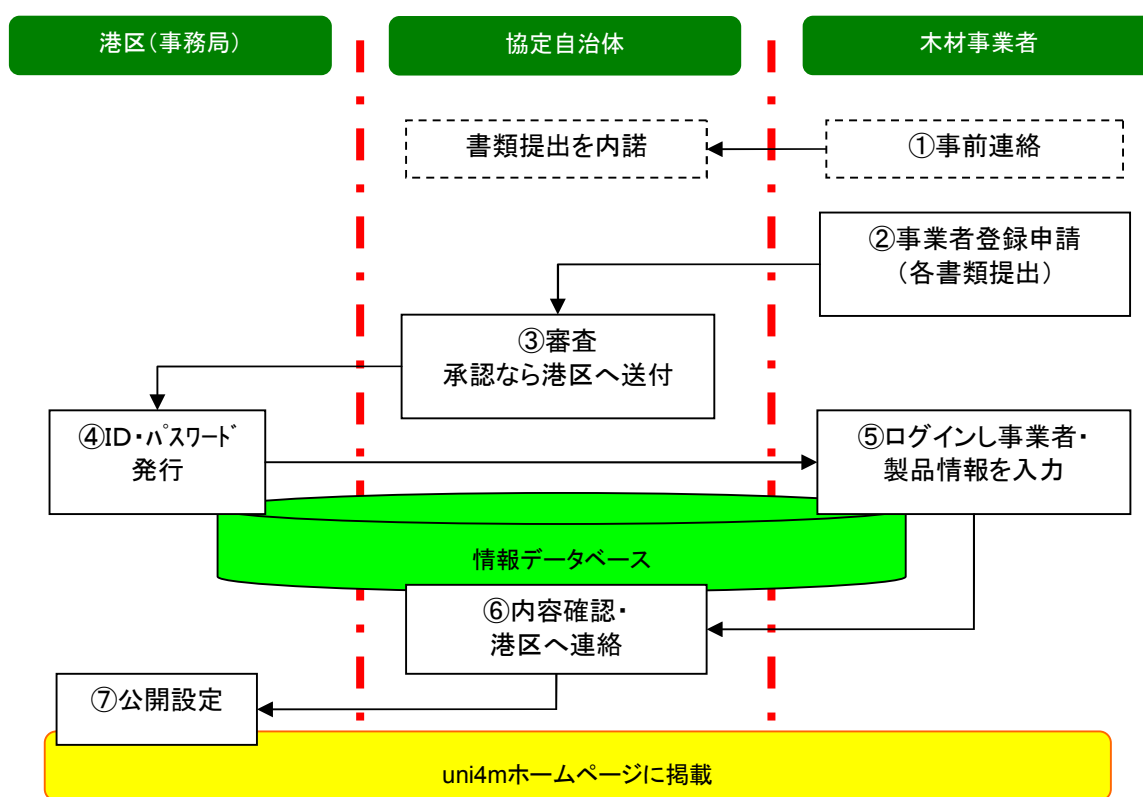 港区(事務局)
協定自治体
木材事業者
書類提出を内諾
①事前連絡
②事業者登録申請
(各書類提出)
③審査
承認なら港区へ送付
④ID・ﾊﾟｽﾜｰﾄﾞ
発行
⑤ログインし事業者・
製品情報を入力
情報データベース
⑥内容確認・
港区へ連絡
⑦公開設定
uni4mホームページに掲載